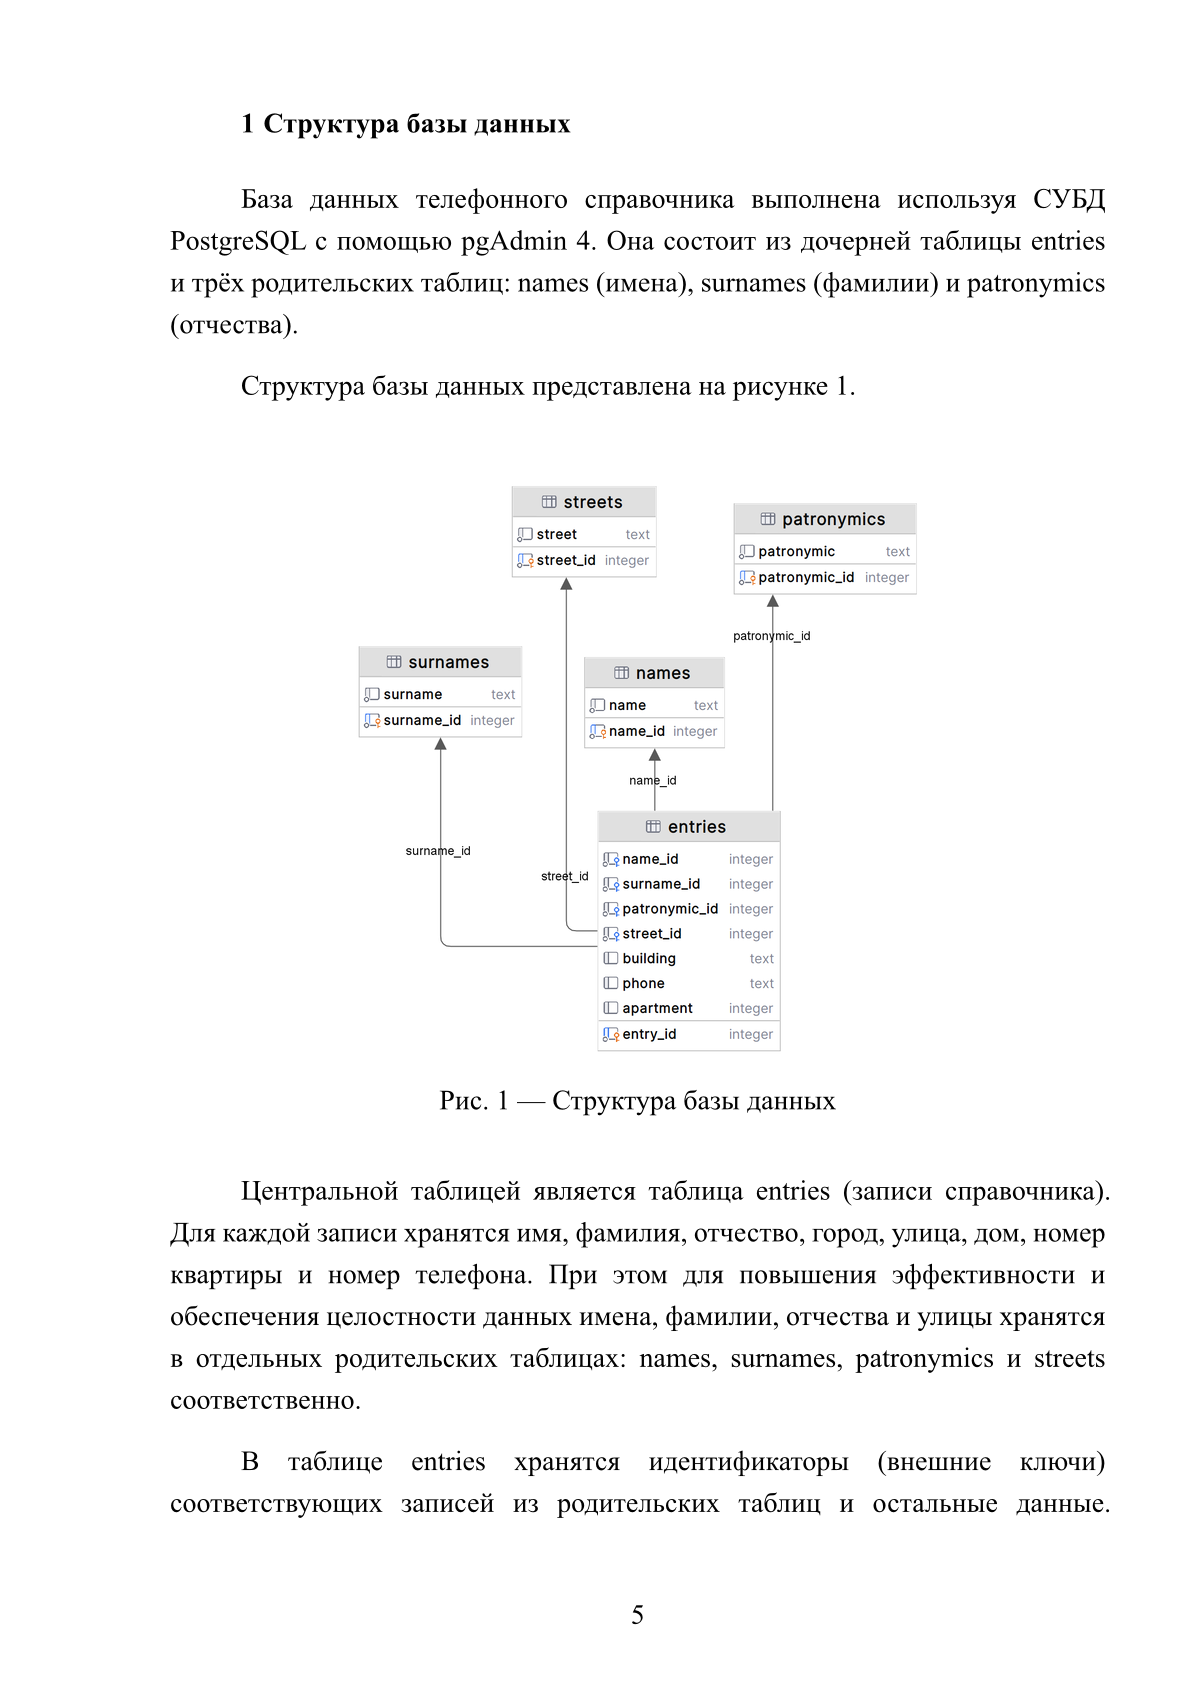 1 Структура базы данных
База данных телефонного справочника выполнена используя СУБД
PostgreSQL с помощью pgAdmin 4. Она состоит из дочерней таблицы entries
и трёх родительских таблиц: names (имена), surnames (фамилии) и patronymics
(отчества).
Структура базы данных представлена на рисунке 1.
streets
street text
street_id integer
patronymics
patronymic text
patronymic_id integer
patronymic_id
surnames
surname text
surname_id integer
names
name text
name_id integer
name_id
surname_id
street_id
entries
name_id integer
surname_id integer
patronymic_id integer
street_id integer
building text
phone text
apartment integer
entry_id integer
Рис. 1 — Структура базы данных
Центральной таблицей является таблица entries (записи справочника).
Для каждой записи хранятся имя, фамилия, отчество, город, улица, дом, номер
квартиры и номер телефона. При этом для повышения эффективности и
обеспечения целостности данных имена, фамилии, отчества и улицы хранятся
в отдельных родительских таблицах: names, surnames, patronymics и streets
соответственно.
В таблице entries хранятся идентификаторы (внешние ключи)
соответствующих записей из родительских таблиц и остальные данные.
5